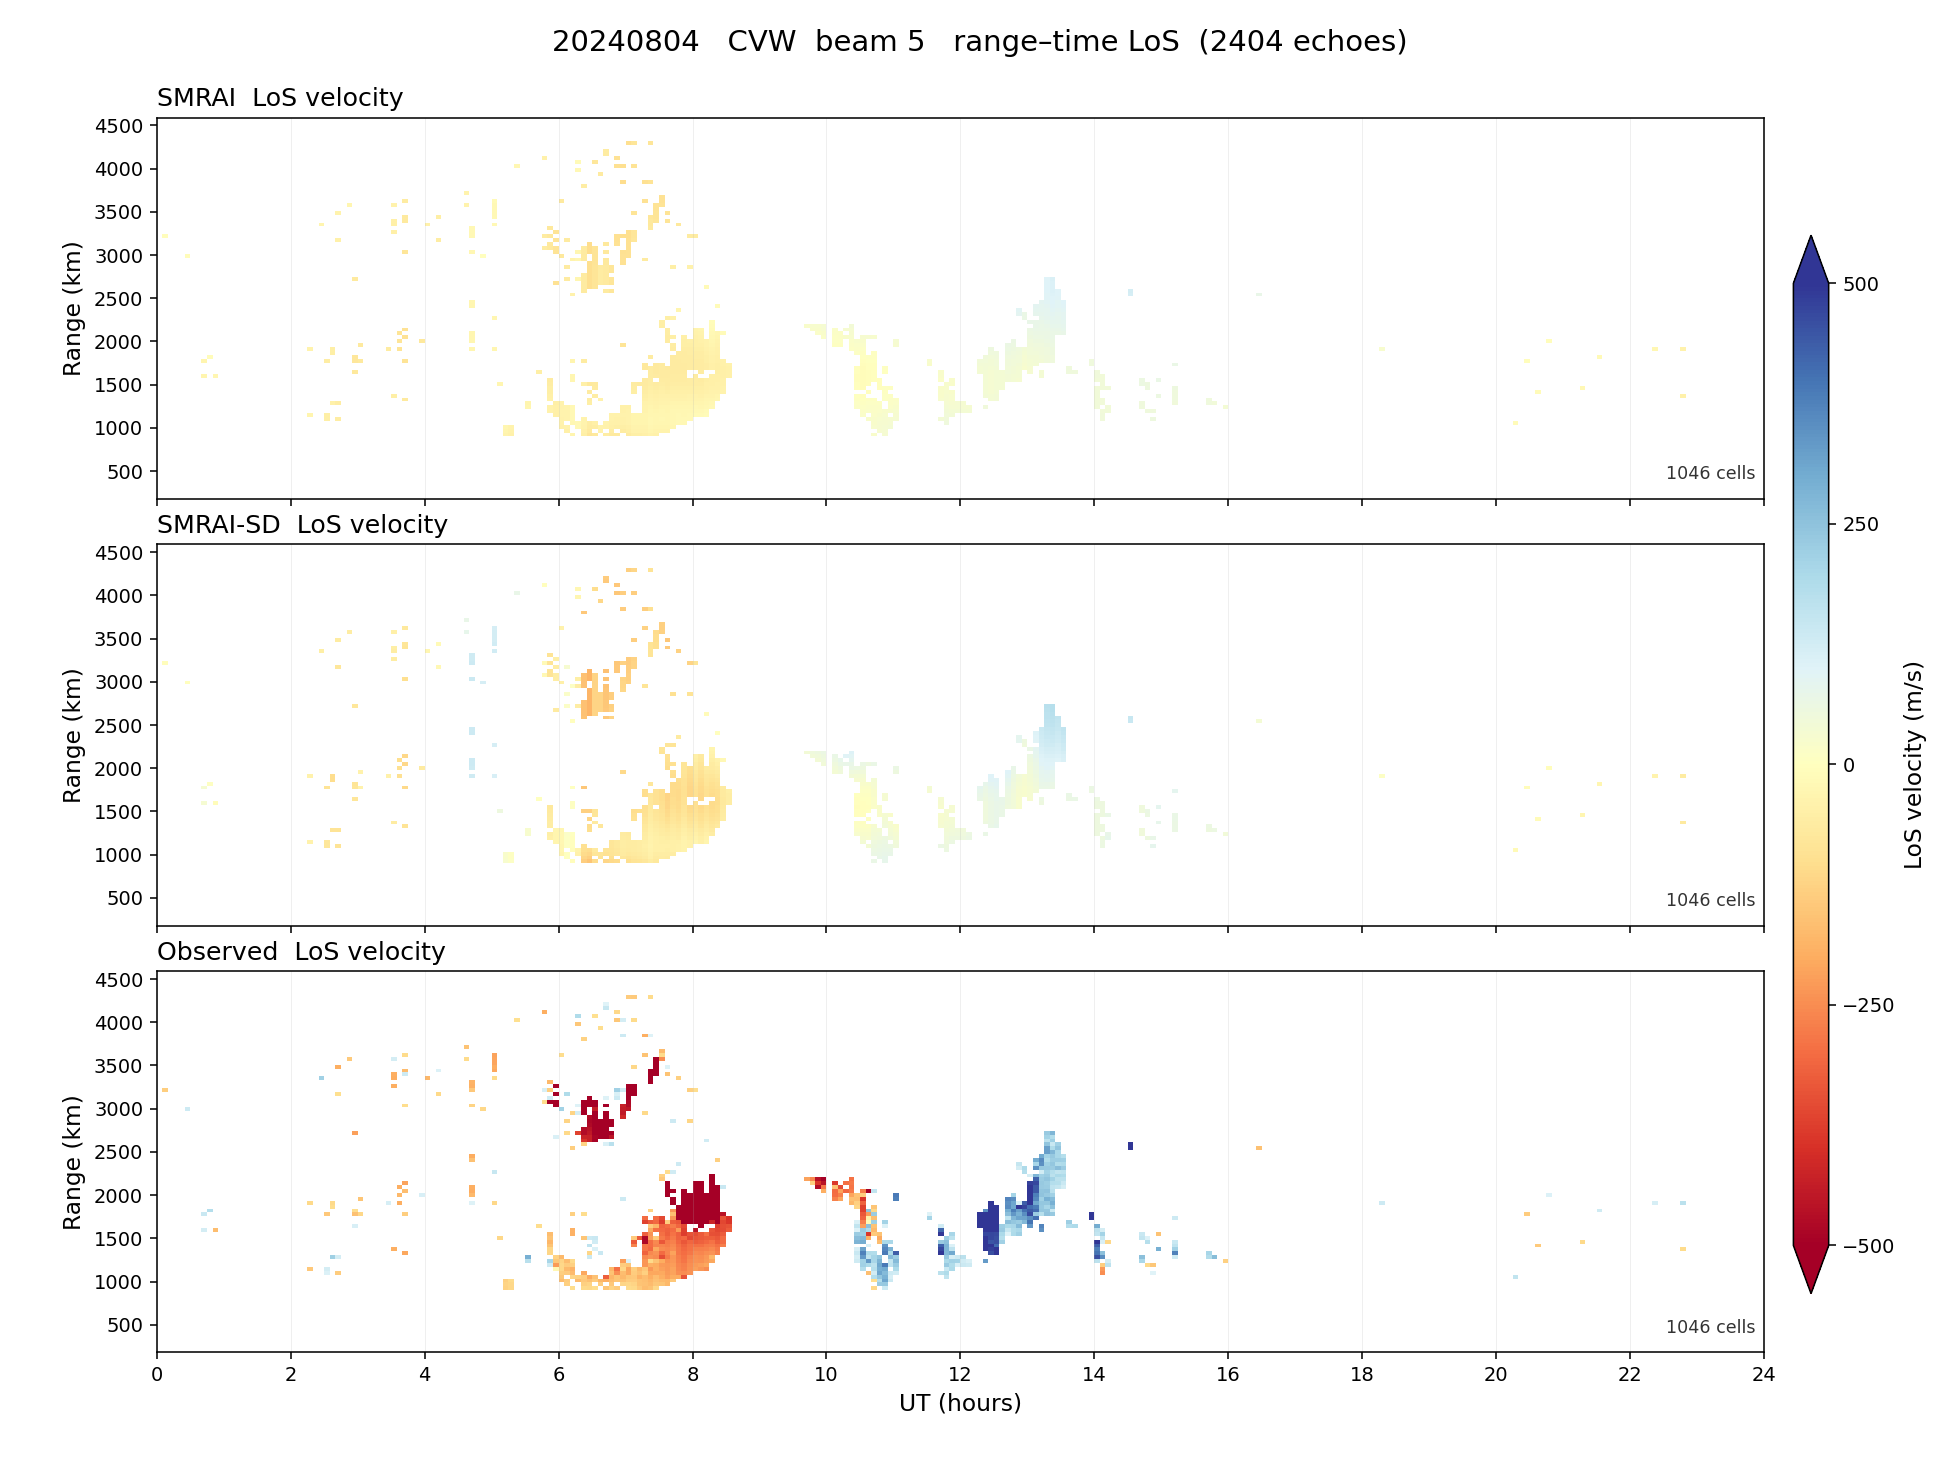 20240804   CVW  beam 5   range–time LoS  (2404 echoes)
SMRAI  LoS velocity
4500
4000
3500
3000
2500
2000
1500
1000
500
Range (km)
1046 cells
SMRAI-SD  LoS velocity
4500
4000
3500
3000
2500
2000
1500
1000
500
Range (km)
1046 cells
Observed  LoS velocity
4500
4000
3500
3000
2500
2000
1500
1000
500
Range (km)
1046 cells
0 2 4 6 8 10 12 14 16 18 20 22 24
UT (hours)
500
250
0
−250
−500
LoS velocity (m/s)